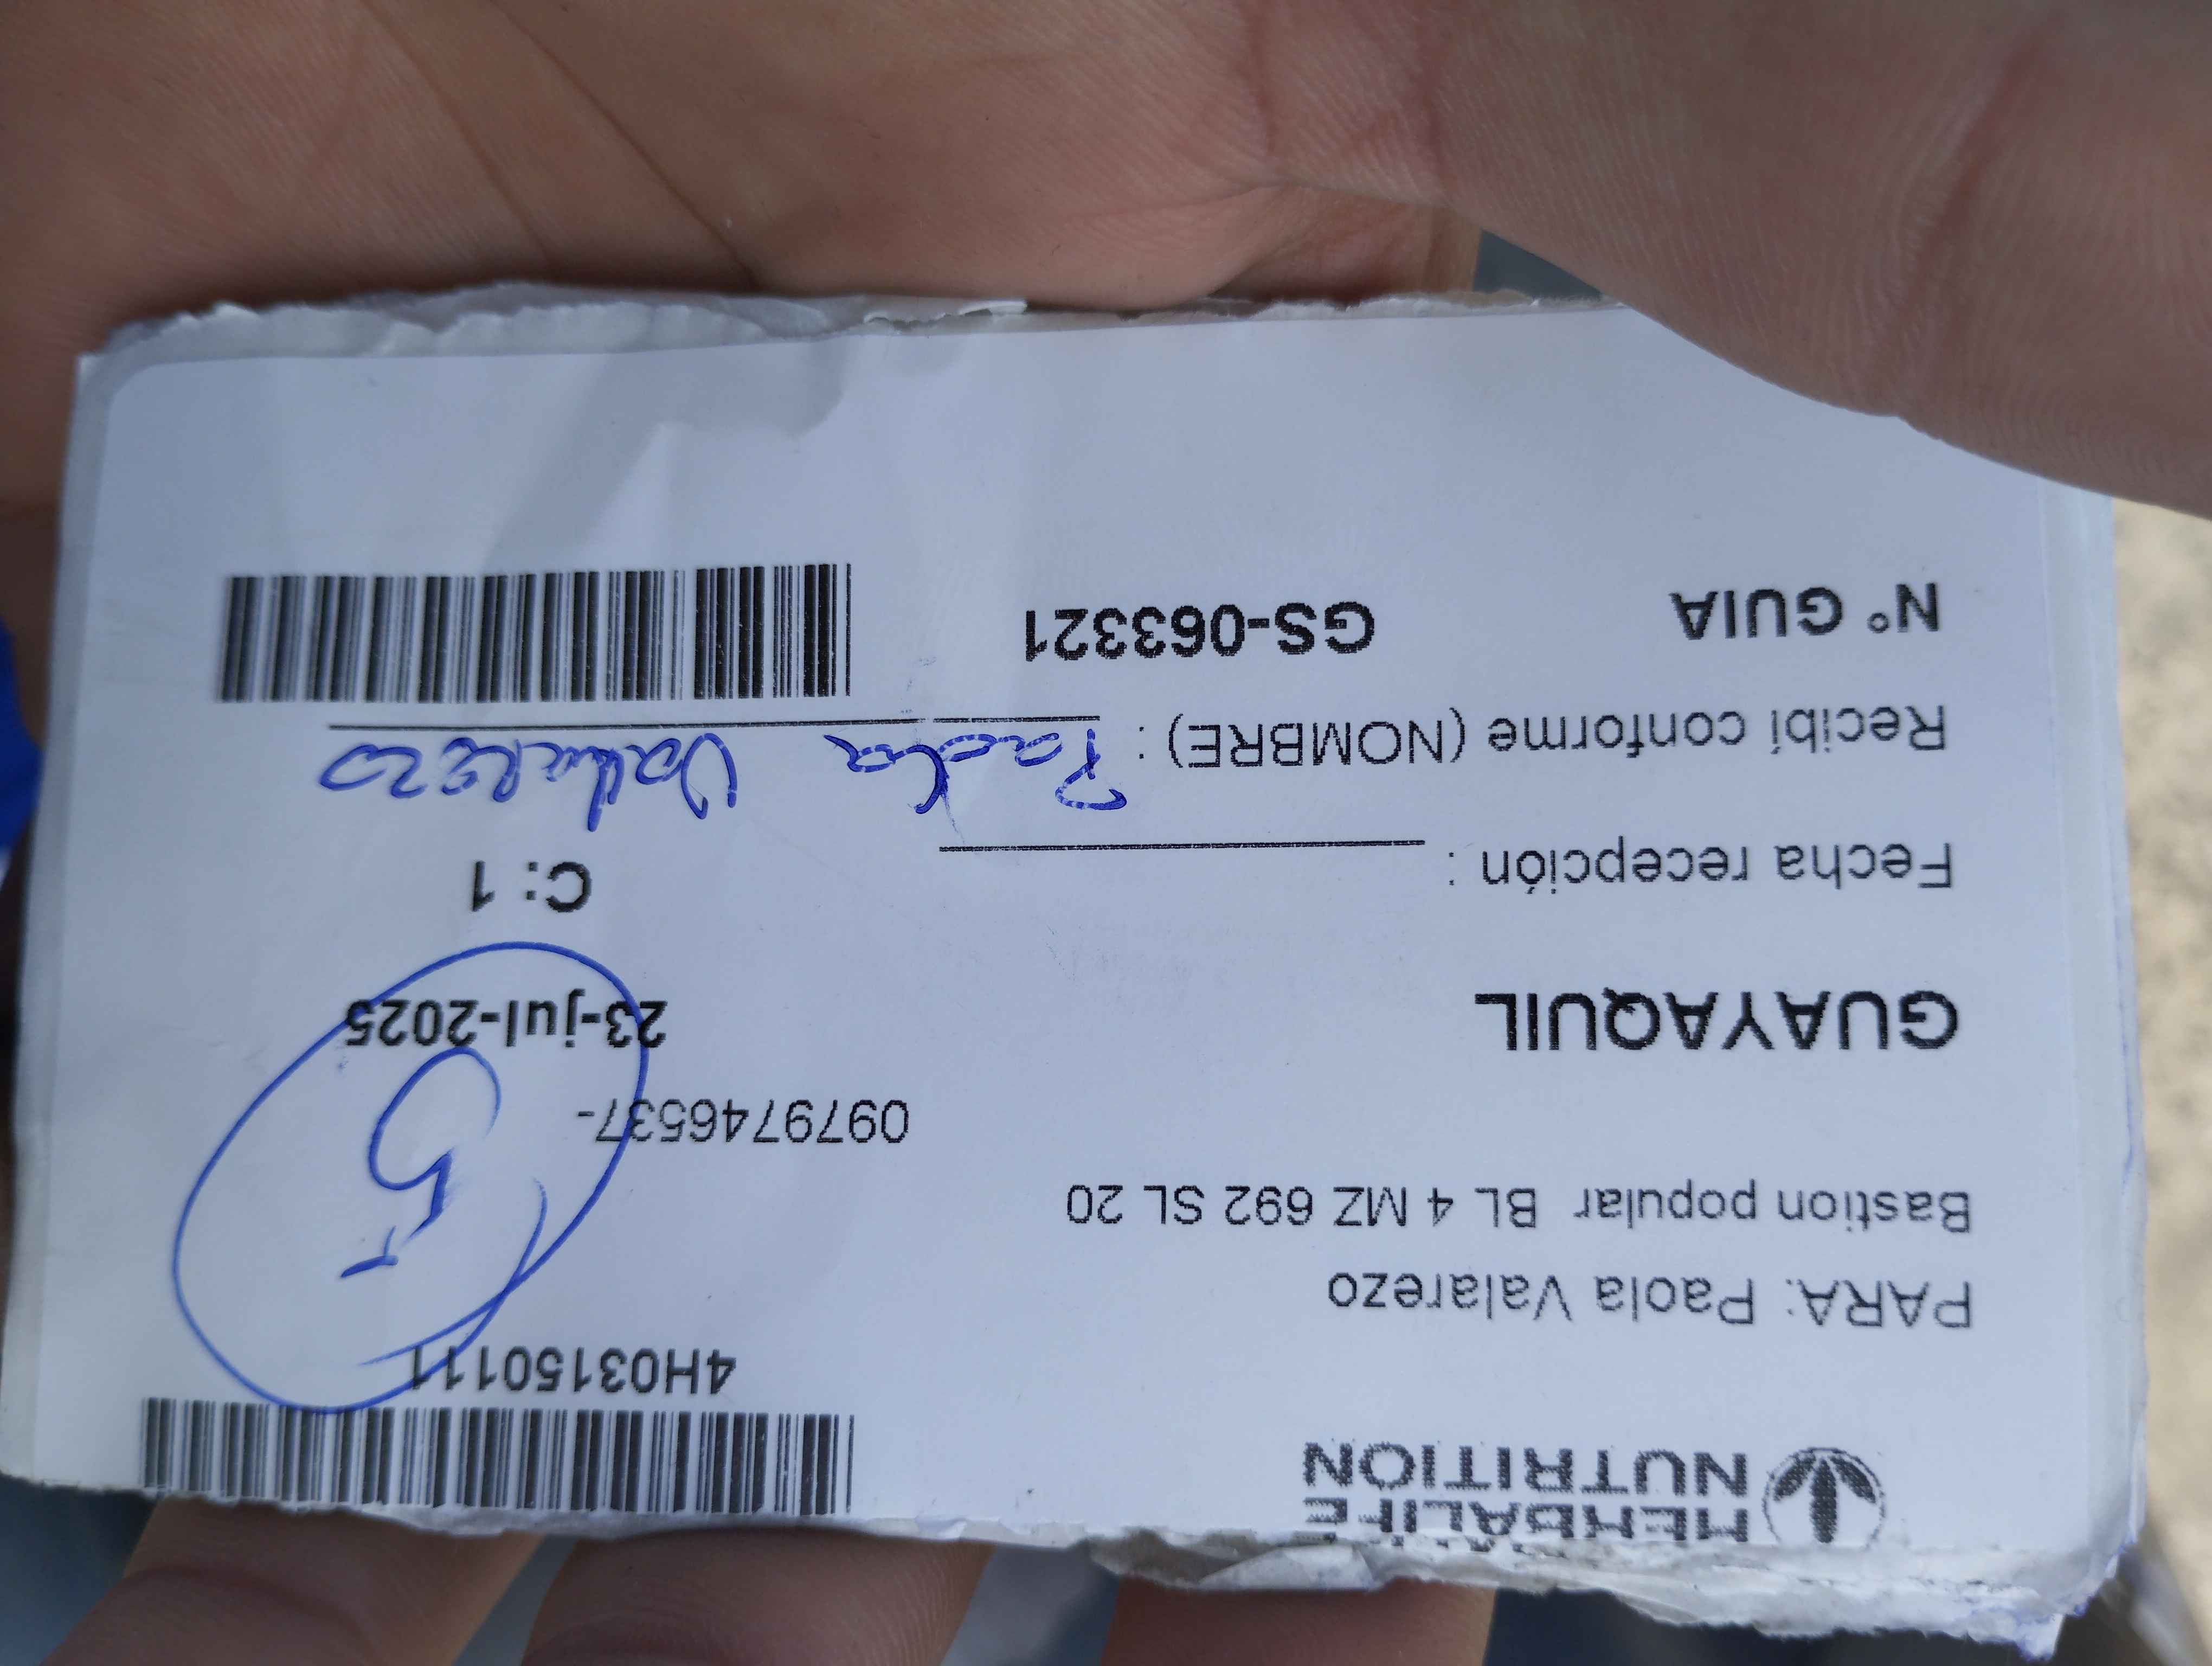 HERBALIFE
NUTRITION
4H03150111
PARA: Paola Valarezo
Bastion popular BL 4 MZ 692 SL 20
0979746537-
5
GUAYAQUIL
23-jul-2025
C: 1
Fecha recepción :
Recibí conforme (NOMBRE) : Paola Valarezo
N° GUIA GS-063321